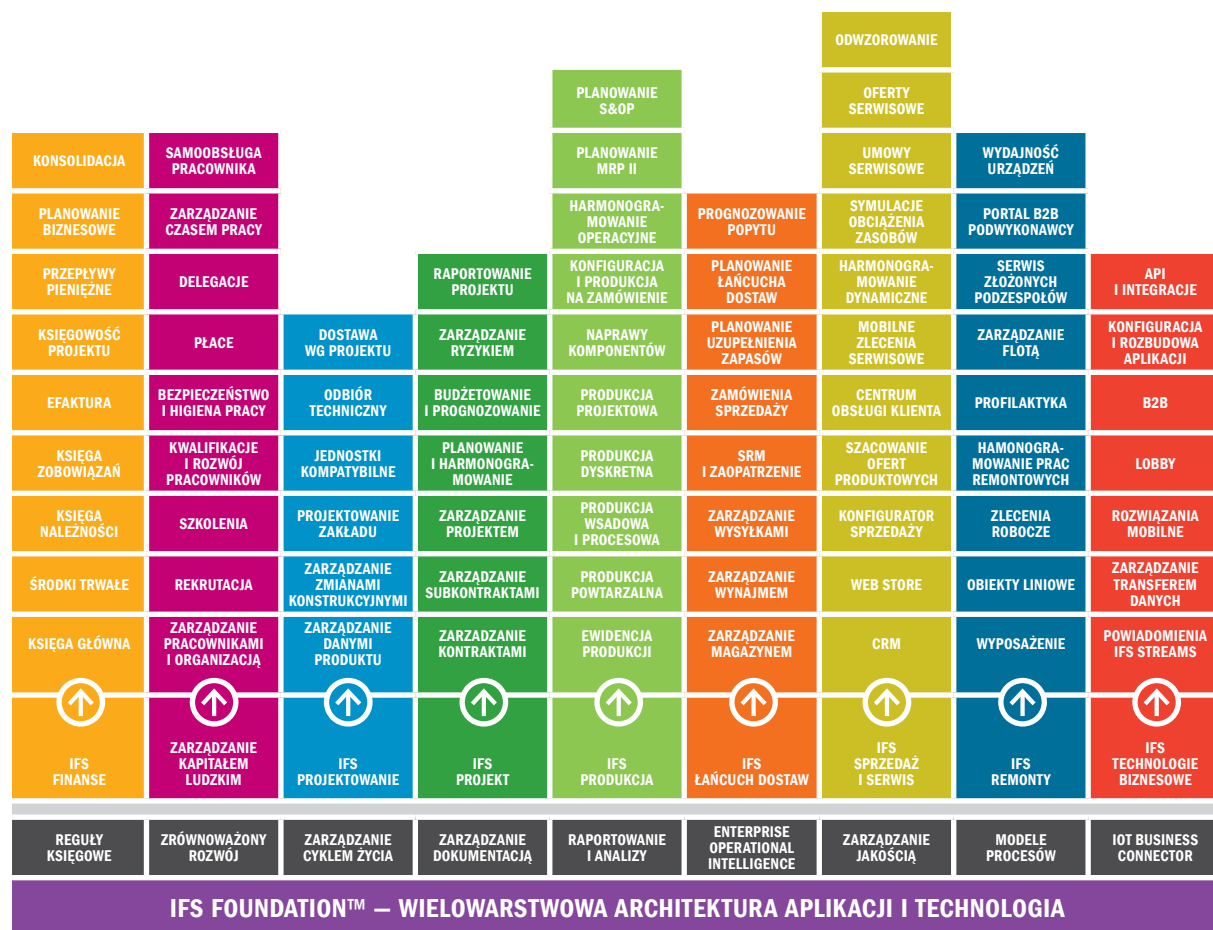 KONSOLIDACJA
PLANOWANIE
BIZNESOWE
PRZEPŁYWY
PIENIĘŻNE
KSIĘGOWOŚĆ
PROJEKTU
EFAKTURA
KSIĘGA
ZOBOWIĄZAŃ
KSIĘGA
NALEŻNOŚCI
ŚRODKI TRWAŁE
KSIĘGA GŁÓWNA
IFS
FINANSE
SAMOOBSŁUGA
PRACOWNIKA
ZARZĄDZANIE
CZASEM PRACY
DELEGACJE
PŁACE
BEZPIECZEŃSTWO
I HIGIENA PRACY
KWALIFIKACJE
I ROZWÓJ
PRACOWNIKÓW
SZKOLENIA
REKRUTACJA
ZARZĄDZANIE
PRACOWNIKAMI
I ORGANIZACJĄ
ZARZĄDZANIE
KAPITAŁEM
LUDZKIM
DOSTAWA
WG PROJEKTU
ODBIÓR
TECHNICZNY
JEDNOSTKI
KOMPATYBILNE
PROJEKTOWANIE
ZAKŁADU
ZARZĄDZANIE
ZMIANAMI
KONSTRUKCYJNYMI
ZARZĄDZANIE
DANYMI
PRODUKTU
IFS
PROJEKTOWANIE
RAPORTOWANIE
PROJEKTU
ZARZĄDZANIE
RYZYKIEM
BUDŻETOWANIE
I PROGNOZOWANIE
PLANOWANIE
I HARMONOGRA-
MOWANIE
ZARZĄDZANIE
PROJEKTEM
ZARZĄDZANIE
SUBKONTRAKTAMI
ZARZADZANIE
KONTRAKTAMI
IFS
PROJEKT
PLANOWANIE
S&OP
PLANOWANIE
MRP II
HARMONOGRA-
MOWANIE
OPERACYJNE
KONFIGURACJA
I PRODUKCJA
NA ZAMÓWIENIE
NAPRAWY
KOMPONENTÓW
PRODUKCJA
PROJEKTOWA
PRODUKCJA
DYSKRETNA
PRODUKCJA
WSADOWA
I PROCESOWA
PRODUKCJA
POWTARZALNA
EWIDENCJA
PRODUKCJI
IFS
PRODUKCJA
PROGNOZOWANIE
POPYTU
PLANOWANIE
ŁAŃCUCHA
DOSTAW
PLANOWANIE
UZUPEŁNIENIA
ZAPASÓW
ZAMÓWIENIA
SPRZEDAŻY
SRM
I ZAOPATRZENIE
ZARZĄDZANIE
WYSYŁKAMI
ZARZĄDZANIE
WYNAJMEM
ZARZĄDZANIE
MAGAZYNEM
IFS
ŁAŃCUCH DOSTAW
ODWZOROWANIE
OFERTY
SERWISOWE
UMOWY
SERWISOWE
SYMULACJE
OBCIĄŻENIA
ZASOBÓW
HARMONOGRA-
MOWANIE
DYNAMICZNE
MOBILNE
ZLECENIA
SERWISOWE
CENTRUM
OBSŁUGI KLIENTA
SZACOWANIE
OFERT
PRODUKTOWYCH
KONFIGURATOR
SPRZEDAŻY
WEB STORE
CRM
IFS
SPRZEDAŻ
I SERWIS
WYDAJNOŚĆ
URZĄDZEŃ
PORTAL B2B
PODWYKONAWCY
SERWIS
ZŁOŻONYCH
PODZESPOŁÓW
ZARZĄDZANIE
FLOTĄ
PROFILAKTYKA
HAMONOGRA-
MOWANIE PRAC
REMONTOWYCH
ZLECENIA
ROBOCZE
OBIEKTY LINIOWE
WYPOSAŻENIE
IFS
REMONTY
API
I INTEGRACJE
KONFIGURACJA
I ROZBUDOWA
APLIKACJI
B2B
LOBBY
ROZWIĄZANIA
MOBILNE
ZARZĄDZANIE
TRANSFEREM
DANYCH
POWIADOMIENIA
IFS STREAMS
IFS
TECHNOLOGIE
BIZNESOWE
REGUŁY
KSIĘGOWE
ZRÓWNOWAŻONY
ROZWÓJ
ZARZĄDZANIE
CYKLEM ŻYCIA
ZARZĄDZANIE
DOKUMENTACJĄ
RAPORTOWANIE
I ANALIZY
ENTERPRISE
OPERATIONAL
INTELLIGENCE
ZARZĄDZANIE
JAKOŚCIĄ
MODELE
PROCESÓW
IOT BUSINESS
CONNECTOR
IFS FOUNDATION™ — WIELOWARSTWOWA ARCHITEKTURA APLIKACJI I TECHNOLOGIA